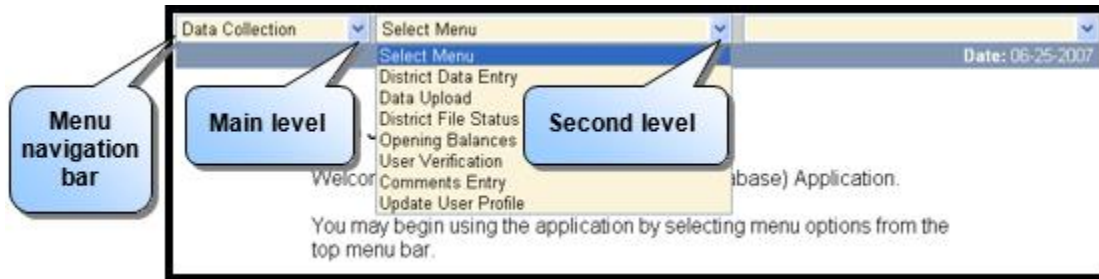 Data Collection Select Menu
Select Menu
Date: 06-25-2007
District Data Entry
Data Upload
District File Status
Opening Balances
User Verification
Comments Entry
Update User Profile
Menu
navigation
bar
Main level
Second level
abase) Application.
You may begin using the application by selecting menu options from the
top menu bar.